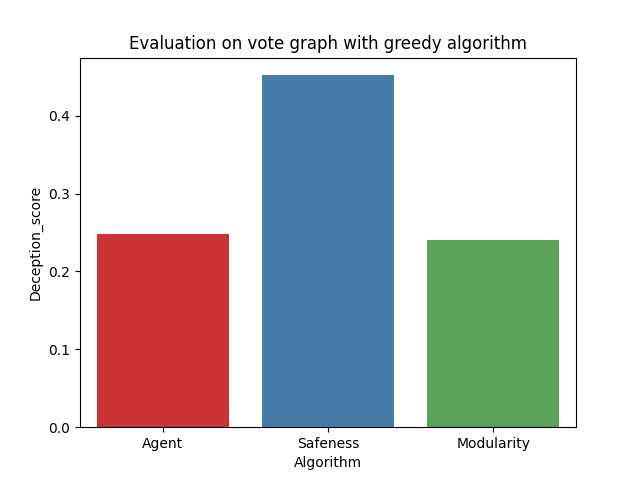 Evaluation on vote graph with greedy algorithm
Deception_score
0.4
0.3
0.2
0.1
0.0
Agent Safeness Modularity
Algorithm